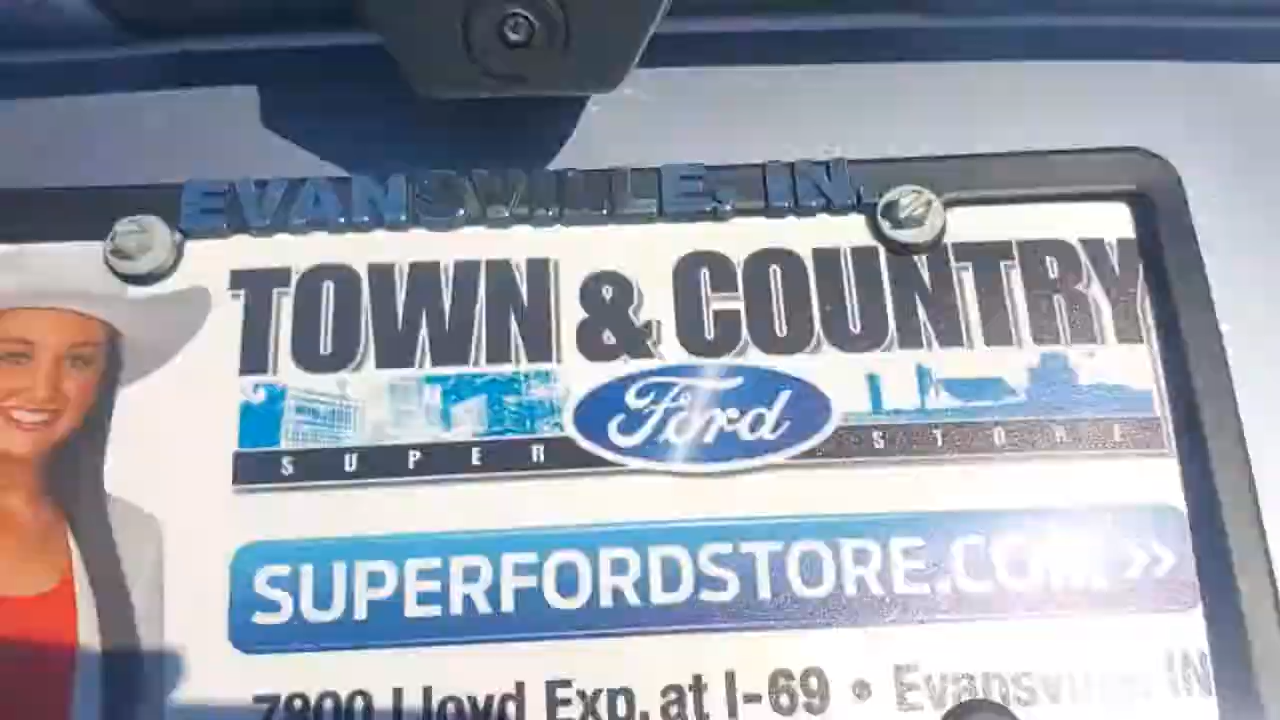 EVANSVILLE, IN.
TOWN & COUNTRY
Ford
SUPER STORE
SUPERFORDSTORE.COM »
7800 Lloyd Exp. at I-69 • Evansville, IN